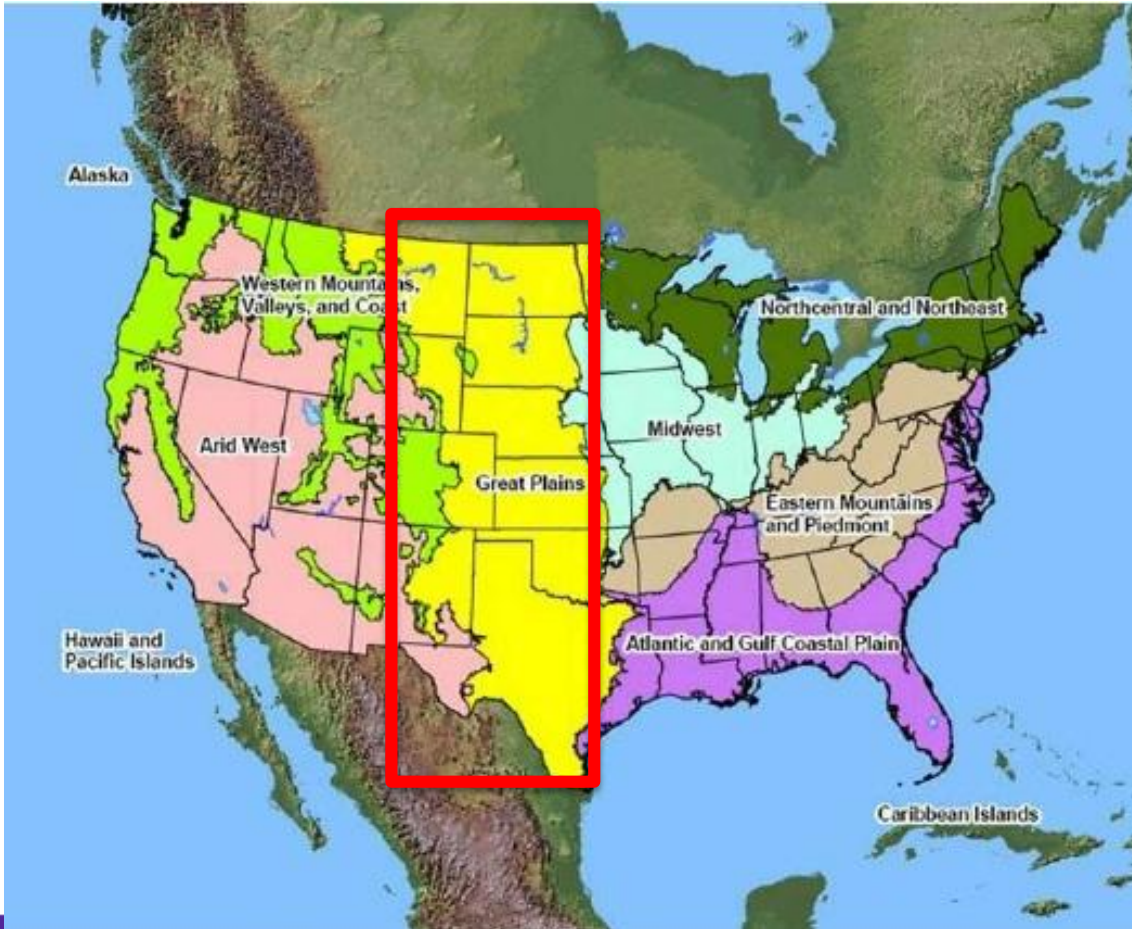 Alaska
Western Mountains,
Valleys, and Coast
Northcentral and Northeast
Arid West
Midwest
Great Plains
Eastern Mountains
and Piedmont
Hawaii and
Pacific Islands
Atlantic and Gulf Coastal Plain
Caribbean Islands